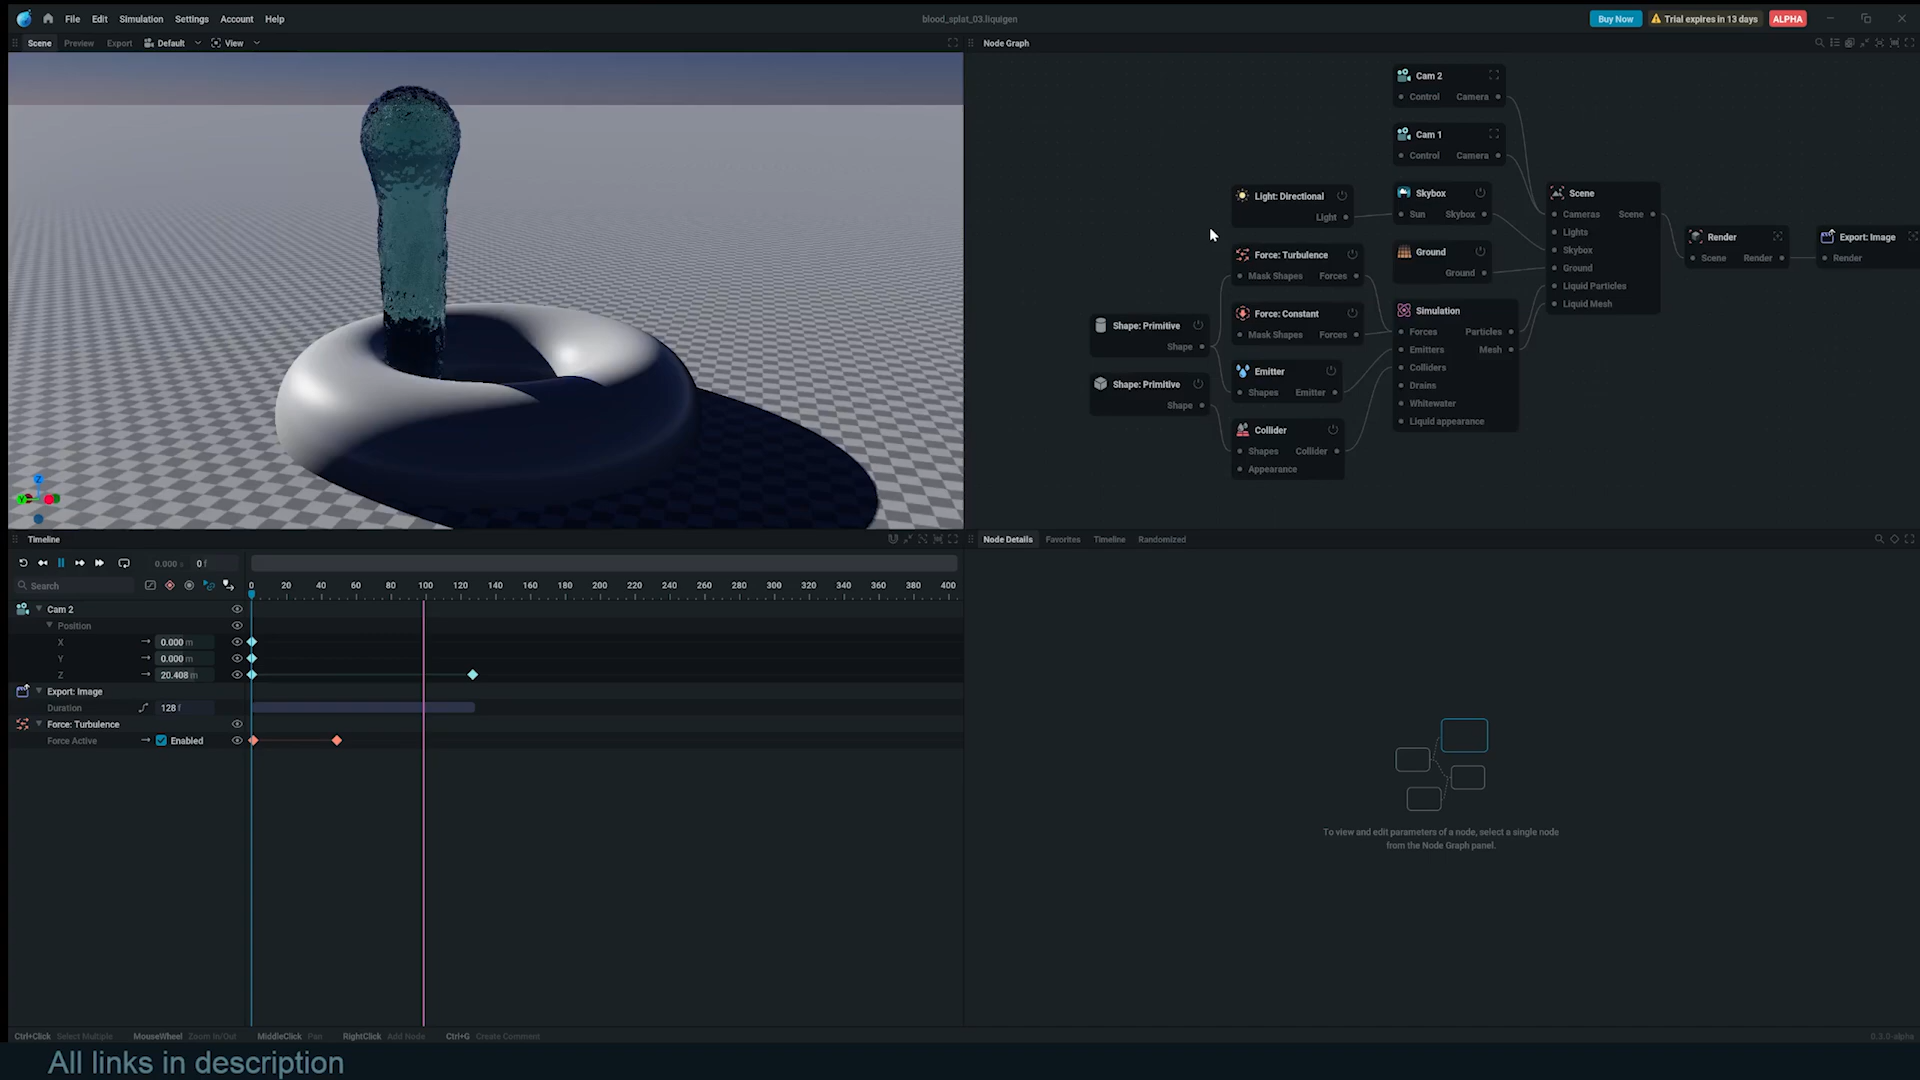 File Edit Simulation Settings Account Help
blood_splat_03.liquigen
Buy Now Trial expires in 13 days ALPHA
Scene Preview Export Default View
Node Graph
Cam 2
Control Camera
Cam 1
Control Camera
Light: Directional
Light
Skybox
Sun Skybox
Scene
Cameras Scene
Lights
Skybox
Ground
Liquid Particles
Liquid Mesh
Render
Scene Render
Export: Image
Render
Force: Turbulence
Mask Shapes Forces
Ground
Ground
Force: Constant
Mask Shapes Forces
Simulation
Forces Particles
Emitters Mesh
Colliders
Drains
Whitewater
Liquid appearance
Shape: Primitive
Shape
Emitter
Shapes Emitter
Shape: Primitive
Shape
Collider
Shapes Collider
Appearance
Z
Y
Timeline
0.000 s 0 f
Search
0 20 40 60 80 100 120 140 160 180 200 220 240 260 280 300 320 340 360 380 400
Cam 2
Position
X 0.000 m
Y 0.000 m
Z 20.408 m
Export: Image
Duration 128 f
Force: Turbulence
Force Active Enabled
Node Details Favorites Timeline Randomized
To view and edit parameters of a node, select a single node
from the Node Graph panel.
Ctrl+Click Select Multiple MouseWheel Zoom In/Out MiddleClick Pan RightClick Add Node Ctrl+G Create Comment
0.3.0-alpha
All links in description